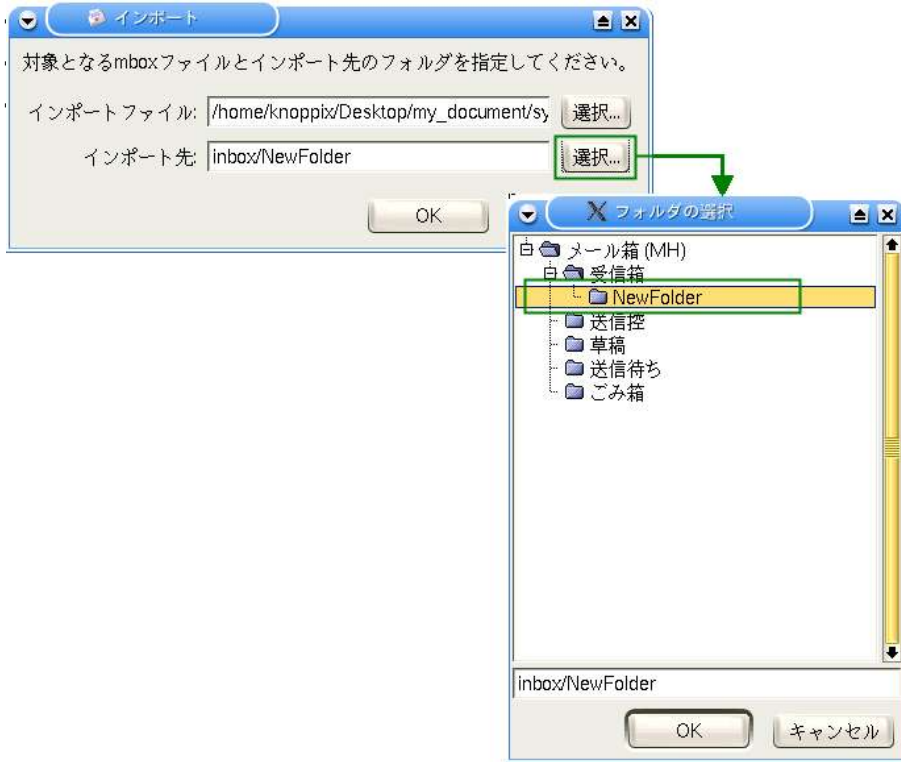 インポート
対象となるmboxファイルとインポート先のフォルダを指定してください。
インポートファイル: /home/knoppix/Desktop/my_document/sy 選択...
インポート先: inbox/NewFolder 選択...
OK
フォルダの選択
メール箱 (MH)
受信箱
NewFolder
送信控
草稿
送信待ち
ごみ箱
inbox/NewFolder
OK キャンセル